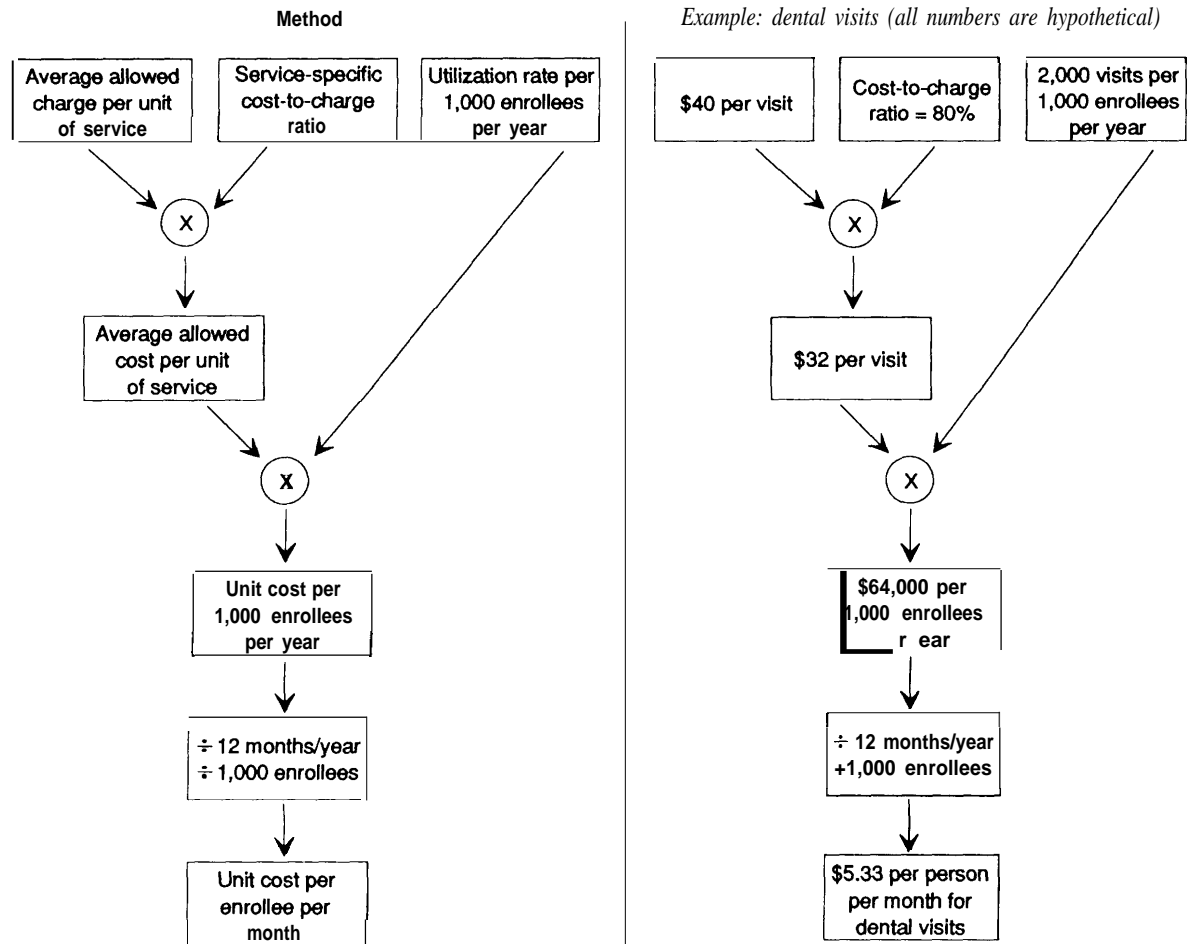 Method
Average allowed
charge per unit
of service
Service-specific
cost-to-charge
ratio
Utilization rate per
1,000 enrollees
per year
X
Average allowed
cost per unit
of service
X
Unit cost per
1,000 enrollees
per year
÷ 12 months/year
÷ 1,000 enrollees
Unit cost per
enrollee per
month
Example: dental visits (all numbers are hypothetical)
$40 per visit
Cost-to-charge
ratio = 80%
2,000 visits per
1,000 enrollees
per year
X
$32 per visit
X
$64,000 per
1,000 enrollees
r ear
÷ 12 months/year
+1,000 enrollees
$5.33 per person
per month for
dental visits